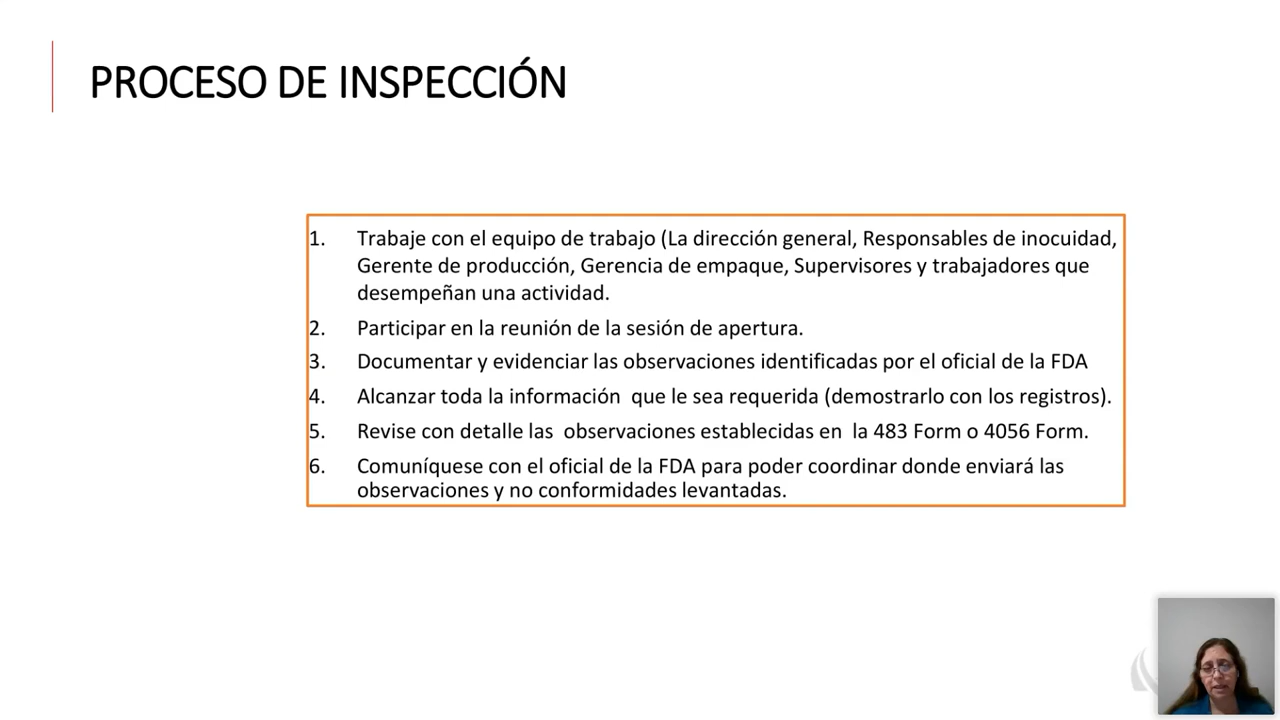 PROCESO DE INSPECCIÓN
1. Trabaje con el equipo de trabajo (La dirección general, Responsables de inocuidad,
Gerente de producción, Gerencia de empaque, Supervisores y trabajadores que
desempeñan una actividad.
2. Participar en la reunión de la sesión de apertura.
3. Documentar y evidenciar las observaciones identificadas por el oficial de la FDA
4. Alcanzar toda la información  que le sea requerida (demostrarlo con los registros).
5. Revise con detalle las  observaciones establecidas en  la 483 Form o 4056 Form.
6. Comuníquese con el oficial de la FDA para poder coordinar donde enviará las
observaciones y no conformidades levantadas.